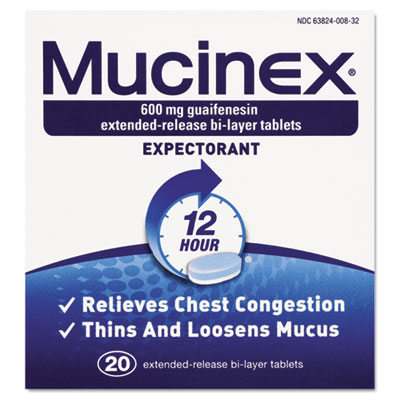 NDC 63824-008-32
Mucinex®
600 mg guaifenesin
extended-release bi-layer tablets
EXPECTORANT
12
HOUR
®
✓ Relieves Chest Congestion
✓ Thins And Loosens Mucus
20 extended-release bi-layer tablets